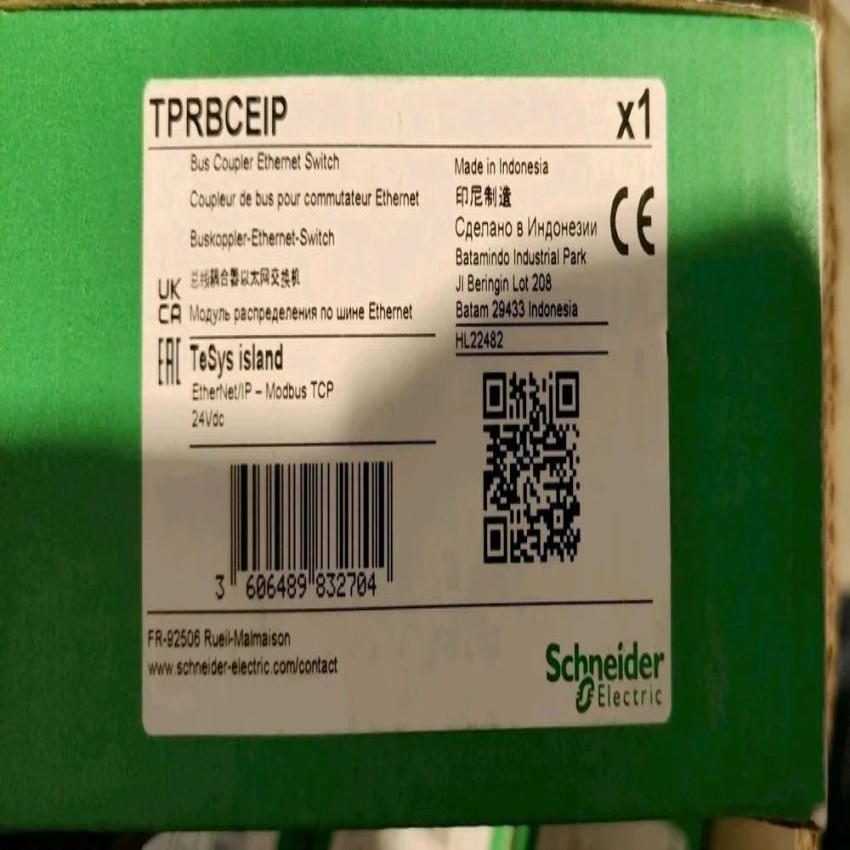 TPRBCEIP x1
Bus Coupler Ethernet Switch
Coupleur de bus pour commutateur Ethernet
Buskoppler-Ethernet-Switch
总线耦合器以太网交换机
UK
CA
Модуль распределения по шине Ethernet
EAC
TeSys island
EtherNet/IP – Modbus TCP
24Vdc
Made in Indonesia
印尼制造
Сделано в Индонезии
CE
Batamindo Industrial Park
Jl Beringin Lot 208
Batam 29433 Indonesia
HL22482
3 606489 832704
FR-92506 Rueil-Malmaison
www.schneider-electric.com/contact
Schneider
Electric